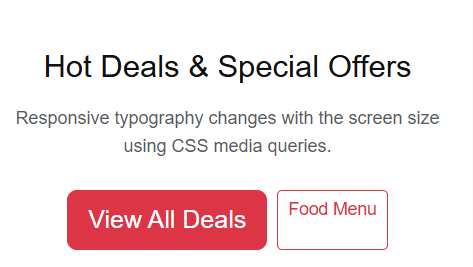 Hot Deals & Special Offers
Responsive typography changes with the screen size
using CSS media queries.
View All Deals
Food Menu